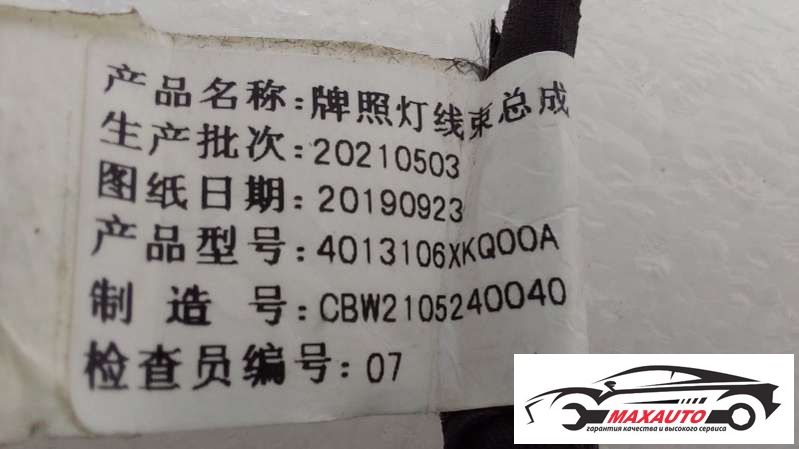 产品名称:牌照灯线束总成
生产批次:20210503
图纸日期:20190923
产品型号:4013106XKQ00A
制 造 号:CBW2105240040
检查员编号:07
MAXAUTO
гарантия качества и высокого сервиса